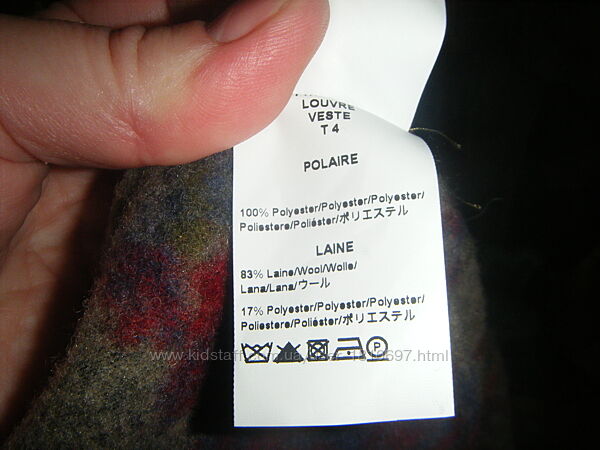 LOUVRE
VESTE
T 4
POLAIRE
100% Polyester/Polyester/Polyester/
Poliestere/Poliéster/ポリエステル
LAINE
83% Laine/Wool/Wolle/
Lana/Lana/ウール
17% Polyester/Polyester/Polyester/
Poliestere/Poliéster/ポリエステル
P